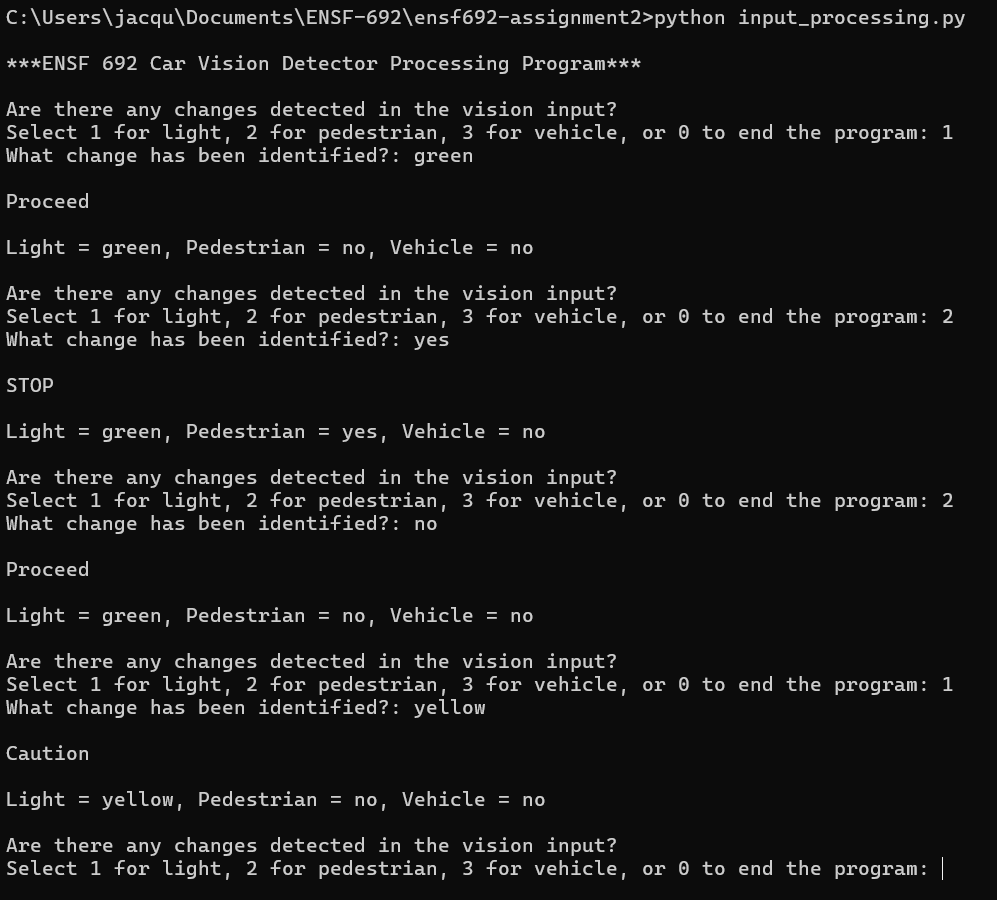 C:\Users\jacqu\Documents\ENSF-692\ensf692-assignment2>python input_processing.py
***ENSF 692 Car Vision Detector Processing Program***
Are there any changes detected in the vision input?
Select 1 for light, 2 for pedestrian, 3 for vehicle, or 0 to end the program: 1
What change has been identified?: green
Proceed
Light = green, Pedestrian = no, Vehicle = no
Are there any changes detected in the vision input?
Select 1 for light, 2 for pedestrian, 3 for vehicle, or 0 to end the program: 2
What change has been identified?: yes
STOP
Light = green, Pedestrian = yes, Vehicle = no
Are there any changes detected in the vision input?
Select 1 for light, 2 for pedestrian, 3 for vehicle, or 0 to end the program: 2
What change has been identified?: no
Proceed
Light = green, Pedestrian = no, Vehicle = no
Are there any changes detected in the vision input?
Select 1 for light, 2 for pedestrian, 3 for vehicle, or 0 to end the program: 1
What change has been identified?: yellow
Caution
Light = yellow, Pedestrian = no, Vehicle = no
Are there any changes detected in the vision input?
Select 1 for light, 2 for pedestrian, 3 for vehicle, or 0 to end the program: